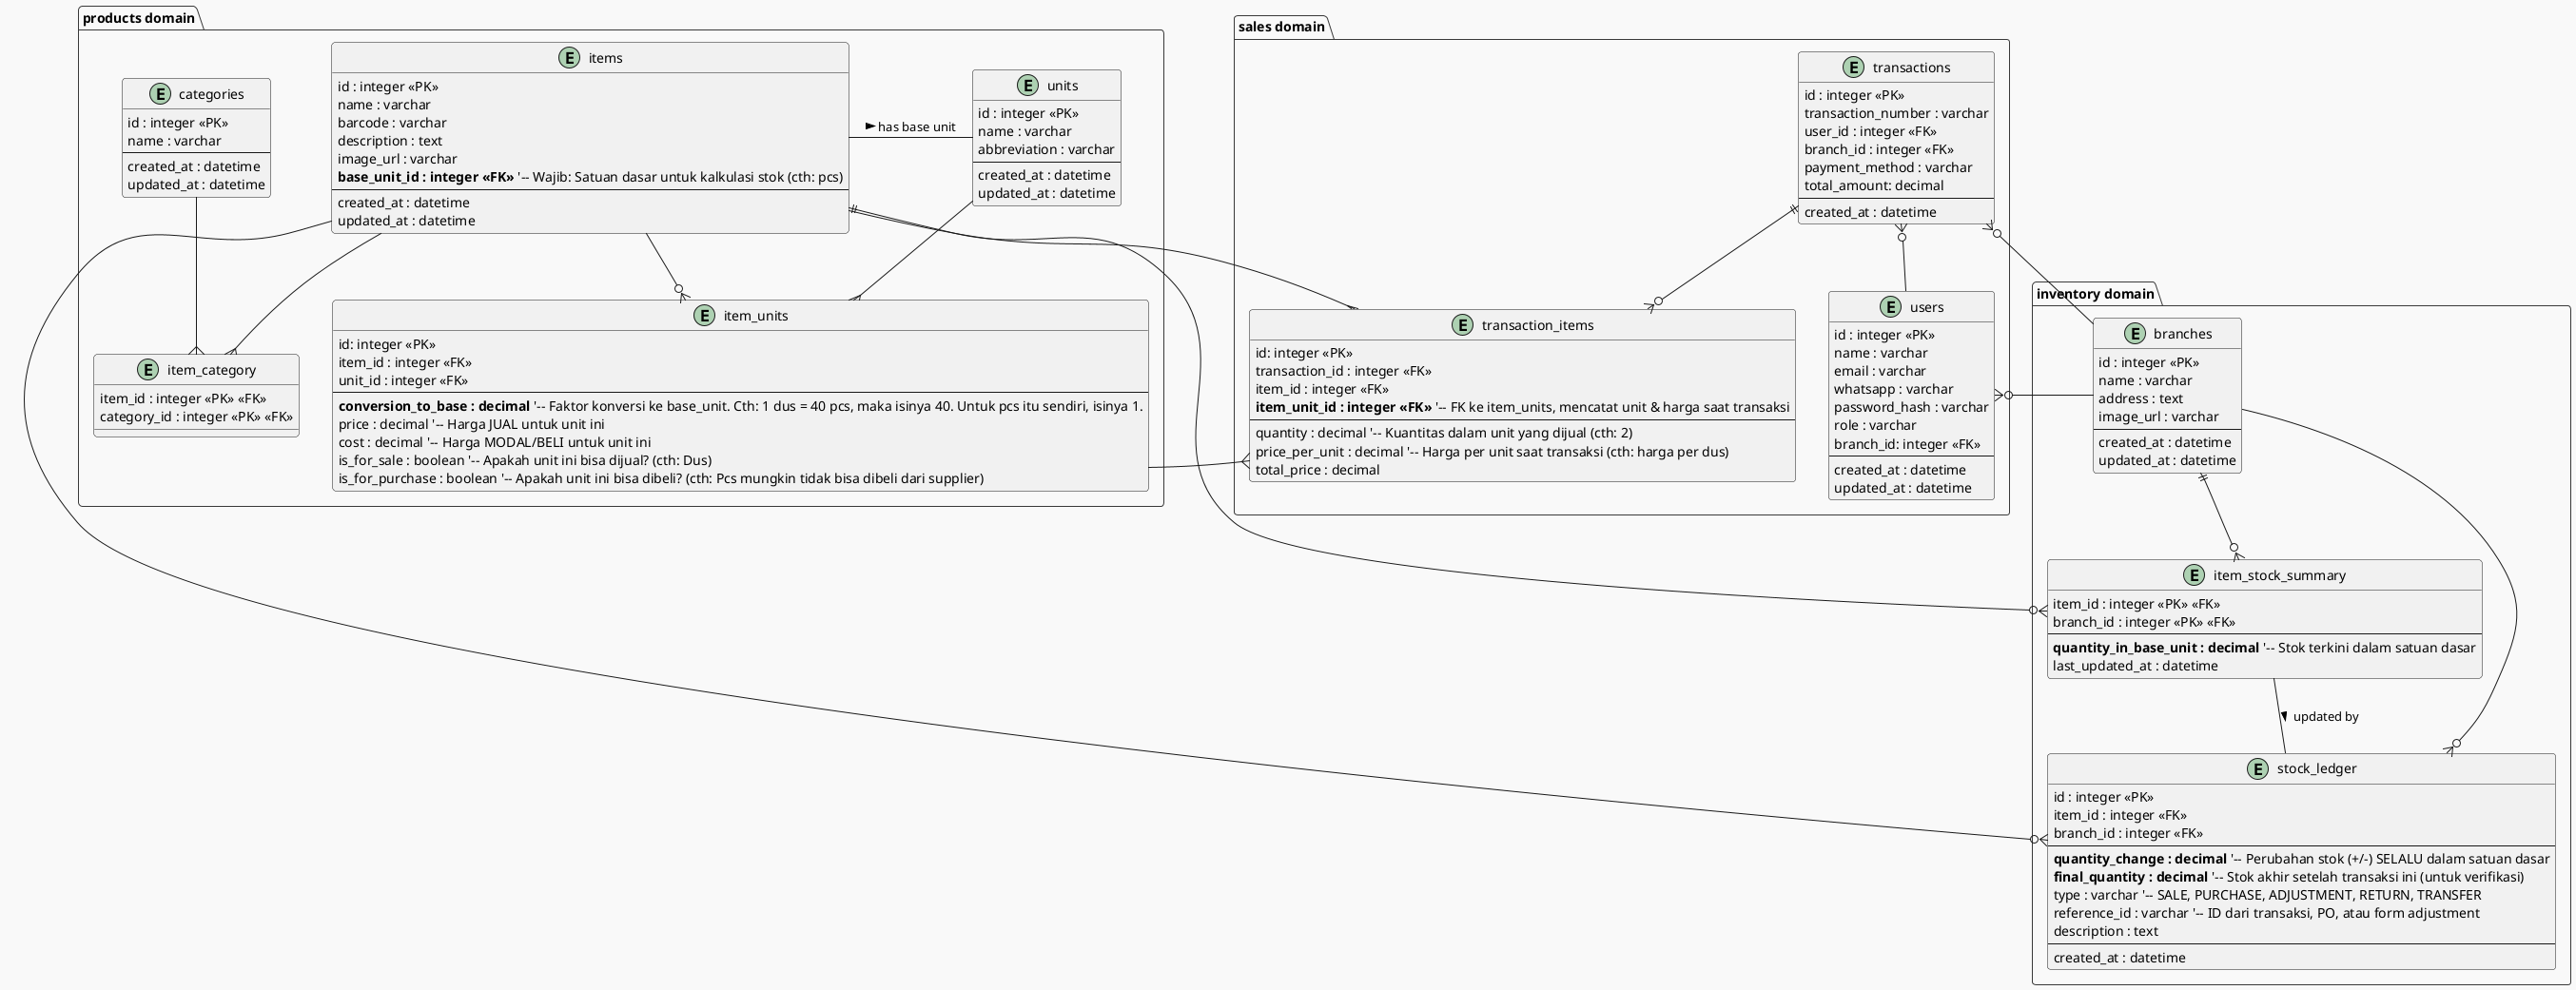 products domain
categories
id : integer «PK»
name : varchar
created_at : datetime
updated_at : datetime
items
id : integer «PK»
name : varchar
barcode : varchar
description : text
image_url : varchar
base_unit_id : integer «FK» '-- Wajib: Satuan dasar untuk kalkulasi stok (cth: pcs)
created_at : datetime
updated_at : datetime
has base unit
units
id : integer «PK»
name : varchar
abbreviation : varchar
created_at : datetime
updated_at : datetime
item_category
item_id : integer «PK» «FK»
category_id : integer «PK» «FK»
item_units
id: integer «PK»
item_id : integer «FK»
unit_id : integer «FK»
conversion_to_base : decimal '-- Faktor konversi ke base_unit. Cth: 1 dus = 40 pcs, maka isinya 40. Untuk pcs itu sendiri, isinya 1.
price : decimal '-- Harga JUAL untuk unit ini
cost : decimal '-- Harga MODAL/BELI untuk unit ini
is_for_sale : boolean '-- Apakah unit ini bisa dijual? (cth: Dus)
is_for_purchase : boolean '-- Apakah unit ini bisa dibeli? (cth: Pcs mungkin tidak bisa dibeli dari supplier)
sales domain
transactions
id : integer «PK»
transaction_number : varchar
user_id : integer «FK»
branch_id : integer «FK»
payment_method : varchar
total_amount: decimal
created_at : datetime
transaction_items
id: integer «PK»
transaction_id : integer «FK»
item_id : integer «FK»
item_unit_id : integer «FK» '-- FK ke item_units, mencatat unit & harga saat transaksi
quantity : decimal '-- Kuantitas dalam unit yang dijual (cth: 2)
price_per_unit : decimal '-- Harga per unit saat transaksi (cth: harga per dus)
total_price : decimal
users
id : integer «PK»
name : varchar
email : varchar
whatsapp : varchar
password_hash : varchar
role : varchar
branch_id: integer «FK»
created_at : datetime
updated_at : datetime
inventory domain
branches
id : integer «PK»
name : varchar
address : text
image_url : varchar
created_at : datetime
updated_at : datetime
item_stock_summary
item_id : integer «PK» «FK»
branch_id : integer «PK» «FK»
quantity_in_base_unit : decimal '-- Stok terkini dalam satuan dasar
last_updated_at : datetime
updated by
stock_ledger
id : integer «PK»
item_id : integer «FK»
branch_id : integer «FK»
quantity_change : decimal '-- Perubahan stok (+/-) SELALU dalam satuan dasar
final_quantity : decimal '-- Stok akhir setelah transaksi ini (untuk verifikasi)
type : varchar '-- SALE, PURCHASE, ADJUSTMENT, RETURN, TRANSFER
reference_id : varchar '-- ID dari transaksi, PO, atau form adjustment
description : text
created_at : datetime